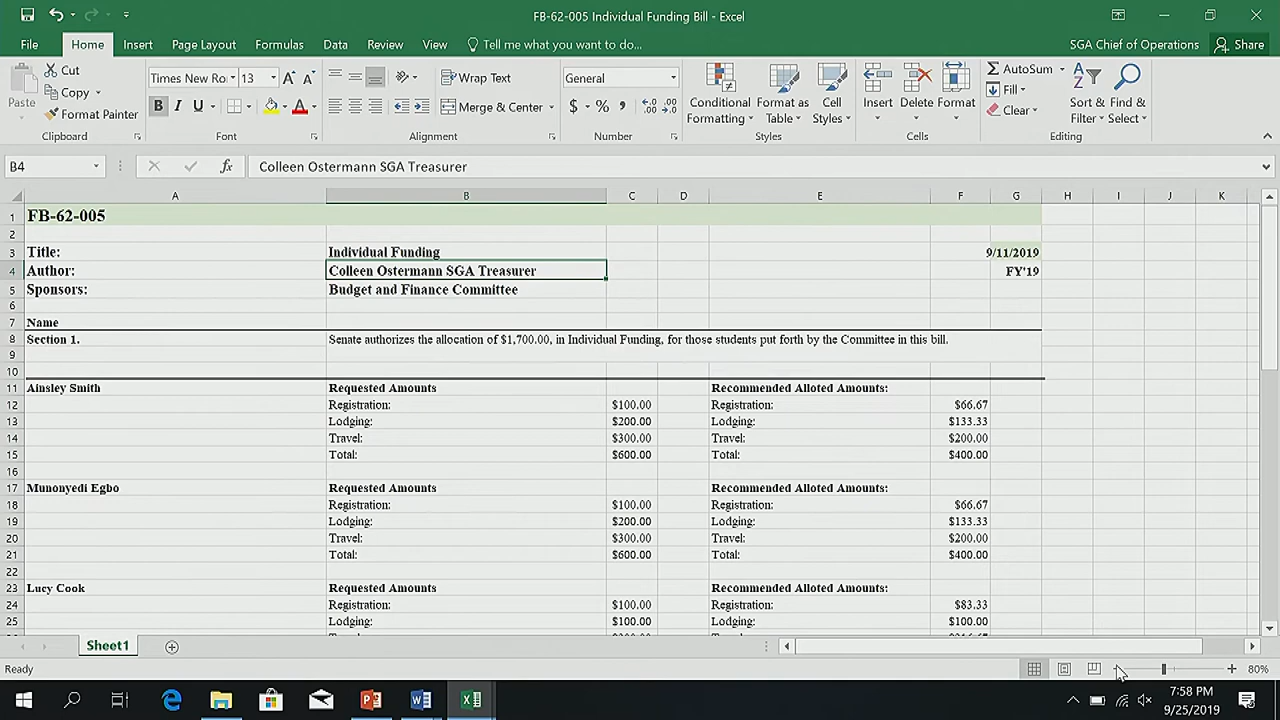 FB-62-005 Individual Funding Bill - Excel
File Home Insert Page Layout Formulas Data Review View Tell me what you want to do... SGA Chief of Operations Share
Paste Cut Copy Format Painter
Times New Ro 13
B I U
Wrap Text
Merge & Center
General
$ % ,
Conditional Formatting Format as Table Cell Styles
Insert Delete Format
AutoSum
Fill
Clear
Sort & Filter Find & Select
Clipboard Font Alignment Number Styles Cells Editing
B4 fx Colleen Ostermann SGA Treasurer
A B C D E F G H I J K
1 FB-62-005
2
3 Title: Individual Funding 9/11/2019
4 Author: Colleen Ostermann SGA Treasurer FY'19
5 Sponsors: Budget and Finance Committee
6
7 Name
8 Section 1. Senate authorizes the allocation of $1,700.00, in Individual Funding, for those students put forth by the Committee in this bill.
9
10
11 Ainsley Smith Requested Amounts Recommended Alloted Amounts:
12 Registration: $100.00 Registration: $66.67
13 Lodging: $200.00 Lodging: $133.33
14 Travel: $300.00 Travel: $200.00
15 Total: $600.00 Total: $400.00
16
17 Munonyedi Egbo Requested Amounts Recommended Alloted Amounts:
18 Registration: $100.00 Registration: $66.67
19 Lodging: $200.00 Lodging: $133.33
20 Travel: $300.00 Travel: $200.00
21 Total: $600.00 Total: $400.00
22
23 Lucy Cook Requested Amounts Recommended Alloted Amounts:
24 Registration: $100.00 Registration: $83.33
25 Lodging: $100.00 Lodging: $100.00
Sheet1
Ready 80%
7:58 PM
9/25/2019